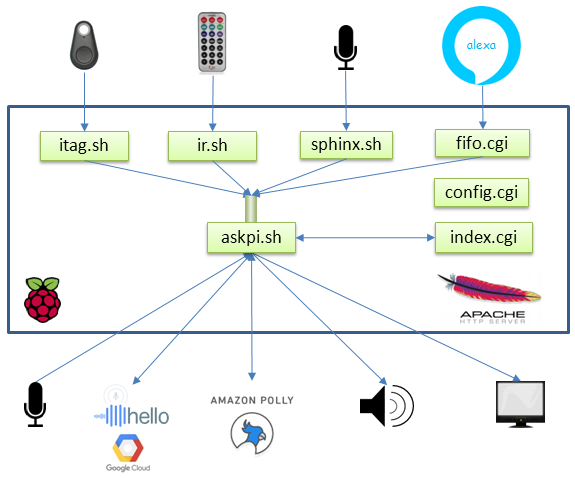 alexa
itag.sh
ir.sh
sphinx.sh
fifo.cgi
config.cgi
askpi.sh
index.cgi
APACHE
HTTP SERVER
hello
Google Cloud
AMAZON POLLY